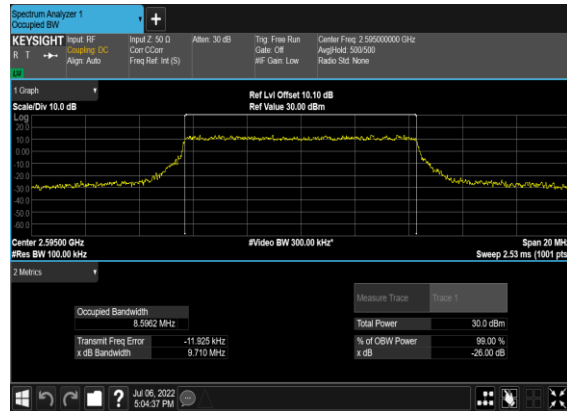 Spectrum Analyzer 1
Occupied BW
+
KEYSIGHT Input: RF Input Z: 50 Ω Atten: 30 dB Trig: Free Run Center Freq: 2.595000000 GHz
R T Coupling: DC Corr CCorr Gate: Off Avg|Hold: 500/500
Align: Auto Freq Ref: Int (S) #IF Gain: Low Radio Std: None
LW
1 Graph
Ref Lvl Offset 10.10 dB
Scale/Div 10.0 dB Ref Value 30.00 dBm
Log
20.0
10.0
0.00
-10.0
-20.0
-30.0
-40.0
-50.0
-60.0
Center 2.59500 GHz #Video BW 300.00 kHz* Span 20 MHz
#Res BW 100.00 kHz Sweep 2.53 ms (1001 pts
2 Metrics
Measure Trace Trace 1
Occupied Bandwidth
8.5962 MHz Total Power 30.0 dBm
Transmit Freq Error -11.925 kHz % of OBW Power 99.00 %
x dB Bandwidth 9.710 MHz x dB -26.00 dB
? Jul 06, 2022
5:04:37 PM